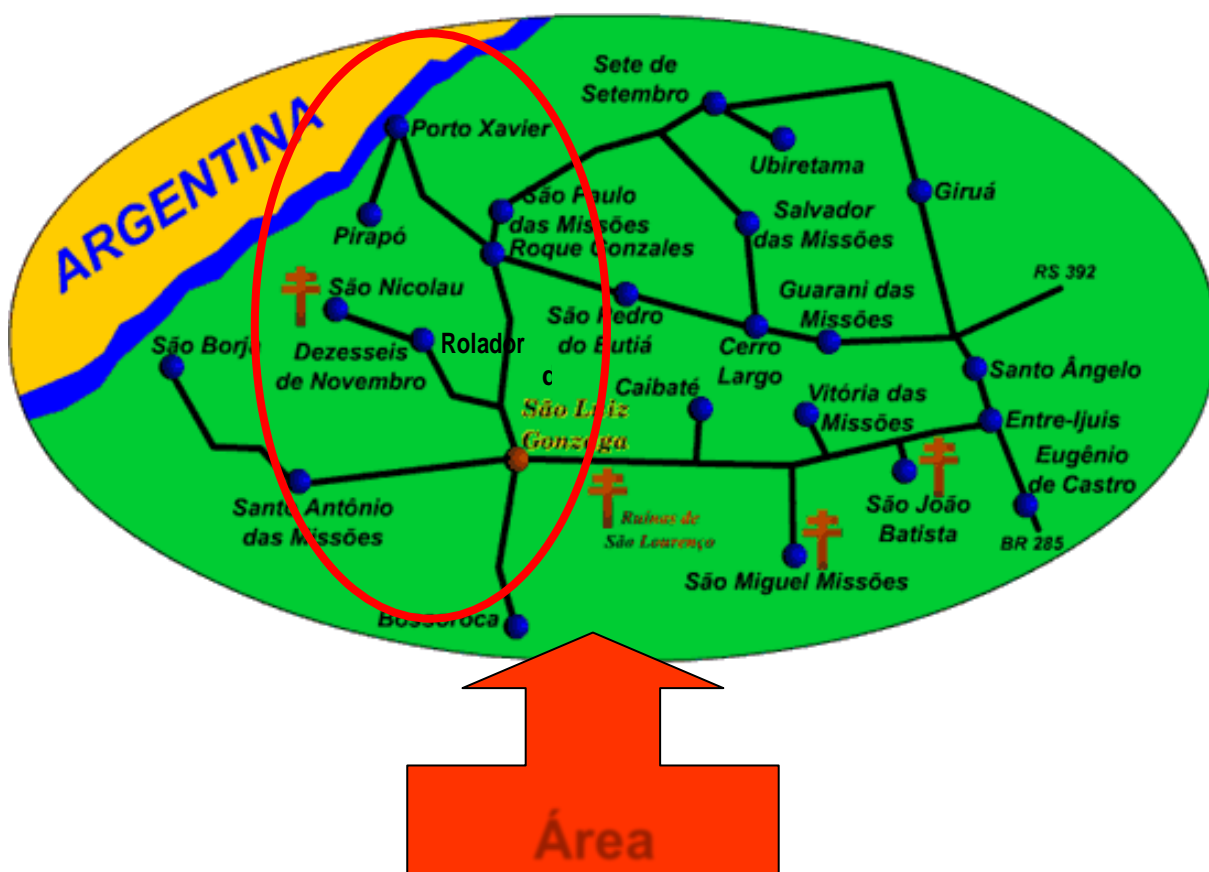 ARGENTINA
Sete de
Setembro
Porto Xavier
Ubiretama
Giruá
São Paulo
das Missões
Salvador
das Missões
Pirapó
Roque Gonzales
RS 392
São Nicolau
Guarani das
Missões
São Borja
Dezesseis
de Novembro
Rolador
São Pedro
do Butiá
Cerro
Largo
Santo Ângelo
Caibaté
Vitória das
Missões
São Luiz
Gonzaga
Entre-Ijuis
Eugênio
de Castro
Santo Antônio
das Missões
Ruínas de
São Lourenço
São João
Batista
BR 285
São Miguel Missões
Bossoroca
Área